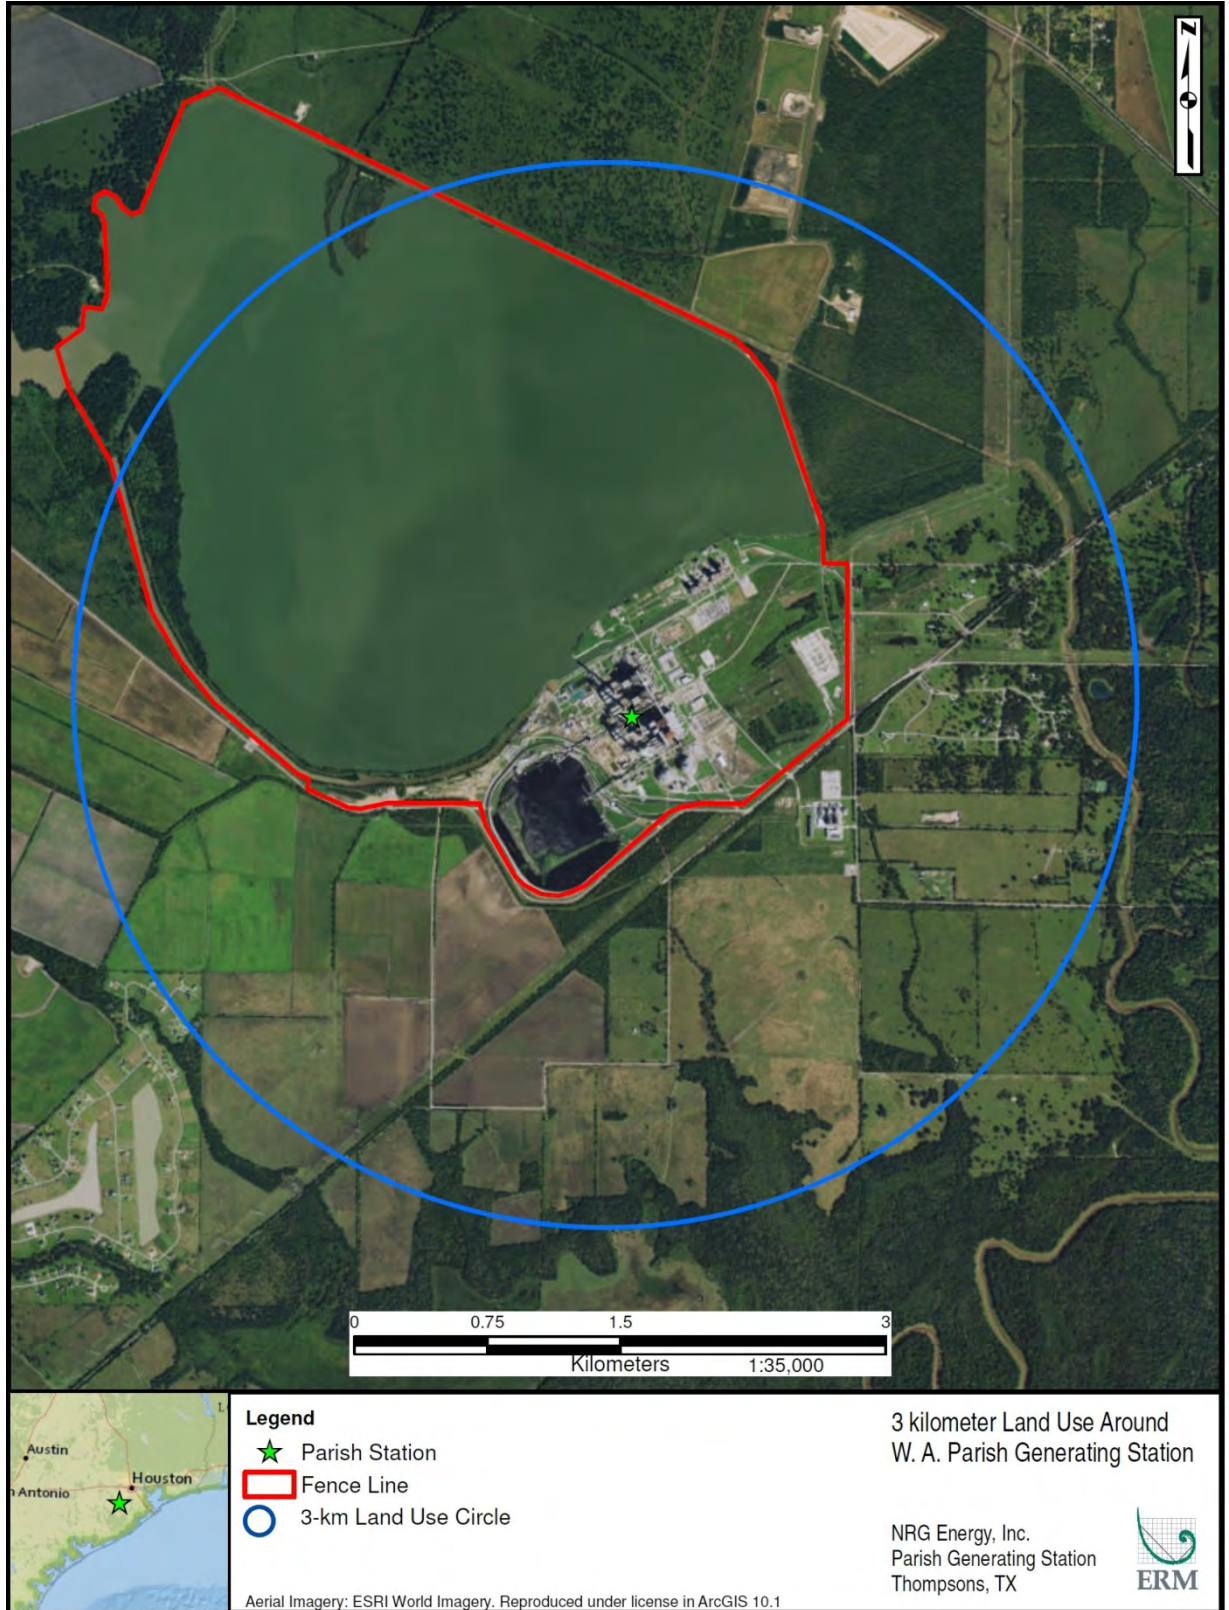 N
0 0.75 1.5 3
Kilometers 1:35,000
Austin
Houston
n Antonio
Legend
Parish Station
Fence Line
3-km Land Use Circle
Aerial Imagery: ESRI World Imagery. Reproduced under license in ArcGIS 10.1
3 kilometer Land Use Around
W. A. Parish Generating Station
NRG Energy, Inc.
Parish Generating Station
Thompsons, TX
ERM